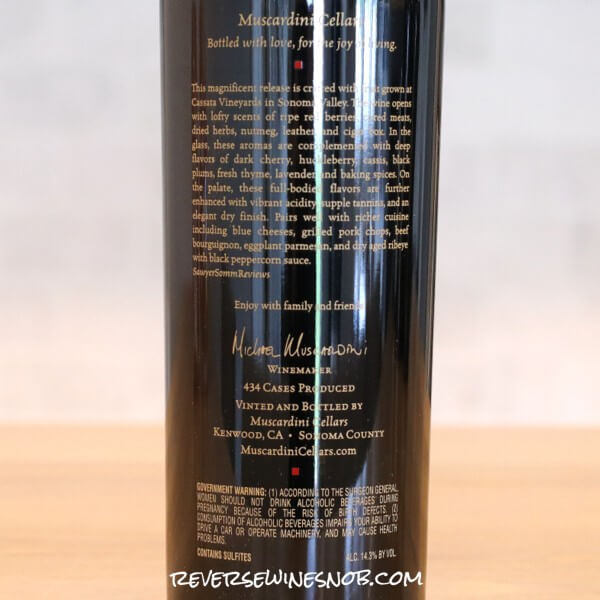 Muscardini Cellar
Bottled with love, for the joy of living.
This magnificent release is crafted with fruit grown at
Cassata Vineyards in Sonoma Valley. The wine opens
with lofty scents of ripe red berries, cured meats,
dried herbs, nutmeg, leather and cigar box. In the
glass, these aromas are complemented with deep
flavors of dark cherry, huckleberry, cassis, black
plums, fresh thyme, lavender and baking spices. On
the palate, these full-bodied flavors are further
enhanced with vibrant acidity, supple tannins, and an
elegant dry finish. Pairs well with richer cuisine
including blue cheeses, grilled pork chops, beef
bourguignon, eggplant parmesan, and dry aged ribeye
with black peppercorn sauce.
SawyerSommReviews
Enjoy with family and friends
Michael Muscardini
Winemaker
434 Cases Produced
Vinted and Bottled by
Muscardini Cellars
Kenwood, CA • Sonoma County
MuscardiniCellars.com
GOVERNMENT WARNING: (1) ACCORDING TO THE SURGEON GENERAL,
WOMEN SHOULD NOT DRINK ALCOHOLIC BEVERAGES DURING
PREGNANCY BECAUSE OF THE RISK OF BIRTH DEFECTS. (2)
CONSUMPTION OF ALCOHOLIC BEVERAGES IMPAIRS YOUR ABILITY TO
DRIVE A CAR OR OPERATE MACHINERY, AND MAY CAUSE HEALTH
PROBLEMS.
CONTAINS SULFITES ALC. 14.3% BY VOL.
REVERSEWINESNOB.COM